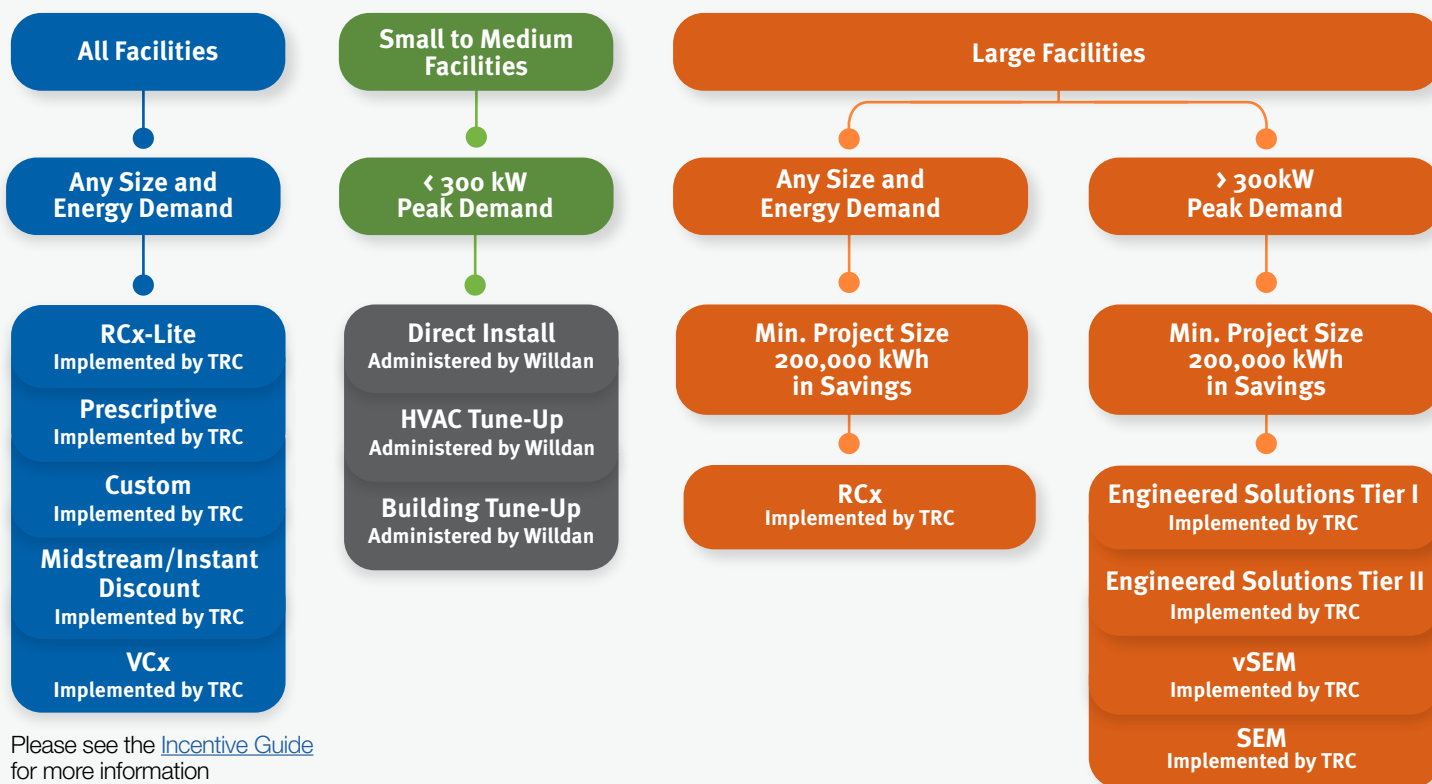 All Facilities
Any Size and
Energy Demand
RCx-Lite
Implemented by TRC
Prescriptive
Implemented by TRC
Custom
Implemented by TRC
Midstream/Instant
Discount
Implemented by TRC
VCx
Implemented by TRC
Please see the Incentive Guide
for more information
Small to Medium
Facilities
< 300 kW
Peak Demand
Direct Install
Administered by Willdan
HVAC Tune-Up
Administered by Willdan
Building Tune-Up
Administered by Willdan
Large Facilities
Any Size and
Energy Demand
Min. Project Size
200,000 kWh
in Savings
RCx
Implemented by TRC
> 300kW
Peak Demand
Min. Project Size
200,000 kWh
in Savings
Engineered Solutions Tier I
Implemented by TRC
Engineered Solutions Tier II
Implemented by TRC
vSEM
Implemented by TRC
SEM
Implemented by TRC